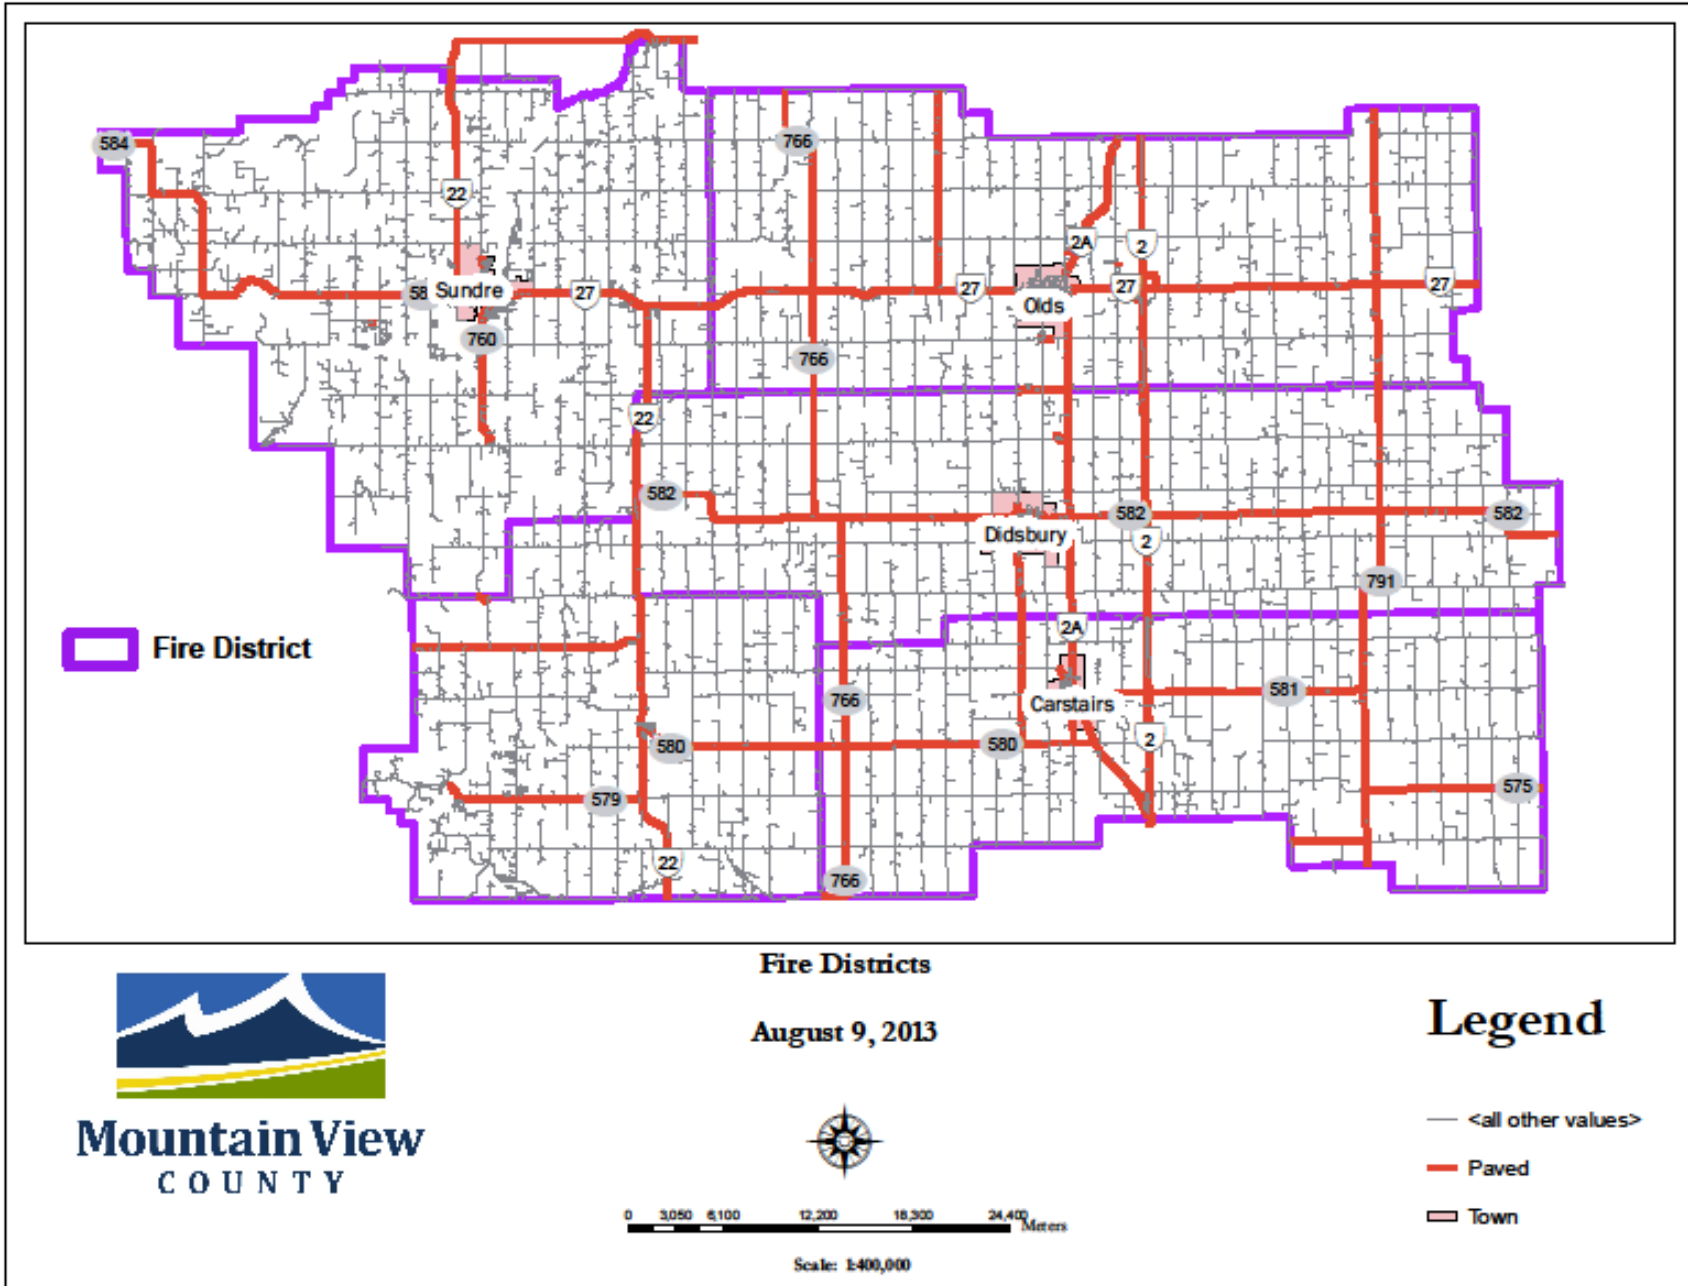 584
766
22
2A
2
58
Sundre
27
27
27
27
Olds
760
766
22
582
582
582
Didsbury
2
791
Fire District
2A
766
581
Carstairs
580
580
2
579
575
22
766
Fire Districts
August 9, 2013
Mountain View
COUNTY
0 3,050 6,100 12,200 18,300 24,400 Meters
Scale: 1:400,000
Legend
<all other values>
Paved
Town